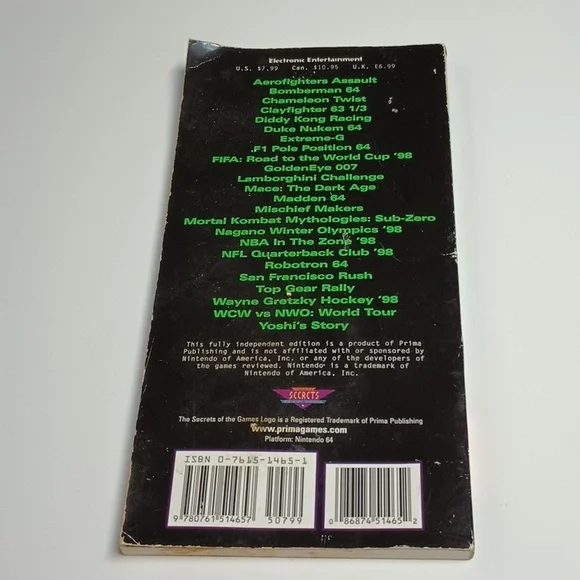 Electronic Entertainment
U.S. $7.99 Can. $10.95 U.K. £6.99
Aerofighters Assault
Bomberman 64
Chameleon Twist
Clayfighter 63 1/3
Diddy Kong Racing
Duke Nukem 64
Extreme-G
F1 Pole Position 64
FIFA: Road to the World Cup '98
GoldenEye 007
Lamborghini Challenge
Mace: The Dark Age
Madden 64
Mischief Makers
Mortal Kombat Mythologies: Sub-Zero
Nagano Winter Olympics '98
NBA In The Zone '98
NFL Quarterback Club '98
Robotron 64
San Francisco Rush
Top Gear Rally
Wayne Gretzky Hockey '98
WCW vs NWO: World Tour
Yoshi's Story
This fully independent edition is a product of Prima
Publishing and is not affiliated with or sponsored by
Nintendo of America, Inc. or any of the developers of
the games reviewed. Nintendo is a trademark of
Nintendo of America, Inc.
SECRETS
The Secrets of the Games Logo is a Registered Trademark of Prima Publishing
www.primagames.com
Platform: Nintendo 64
ISBN 0-7615-1465-1
9 780761 514657 50799
0 86874 51465 2